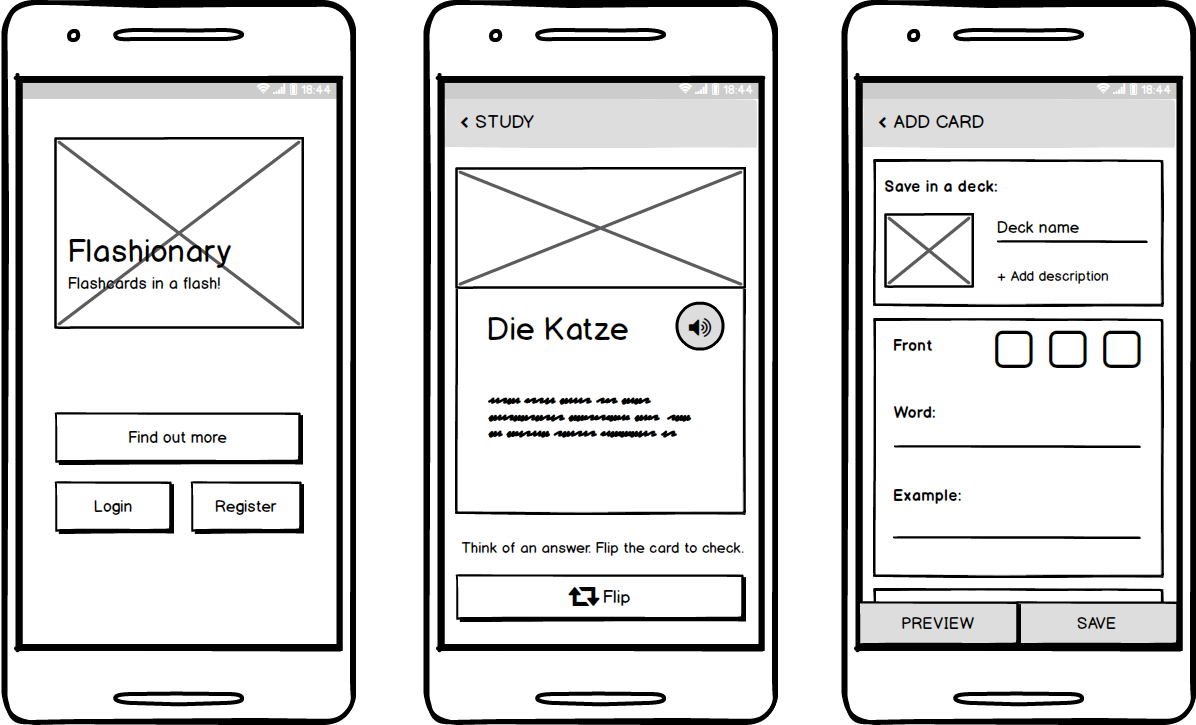 18:44
Flashionary
Flashcards in a flash!
Find out more
Login
Register
18:44
< STUDY
Die Katze
Think of an answer. Flip the card to check.
Flip
18:44
< ADD CARD
Save in a deck:
Deck name
+ Add description
Front
Word:
Example:
PREVIEW
SAVE